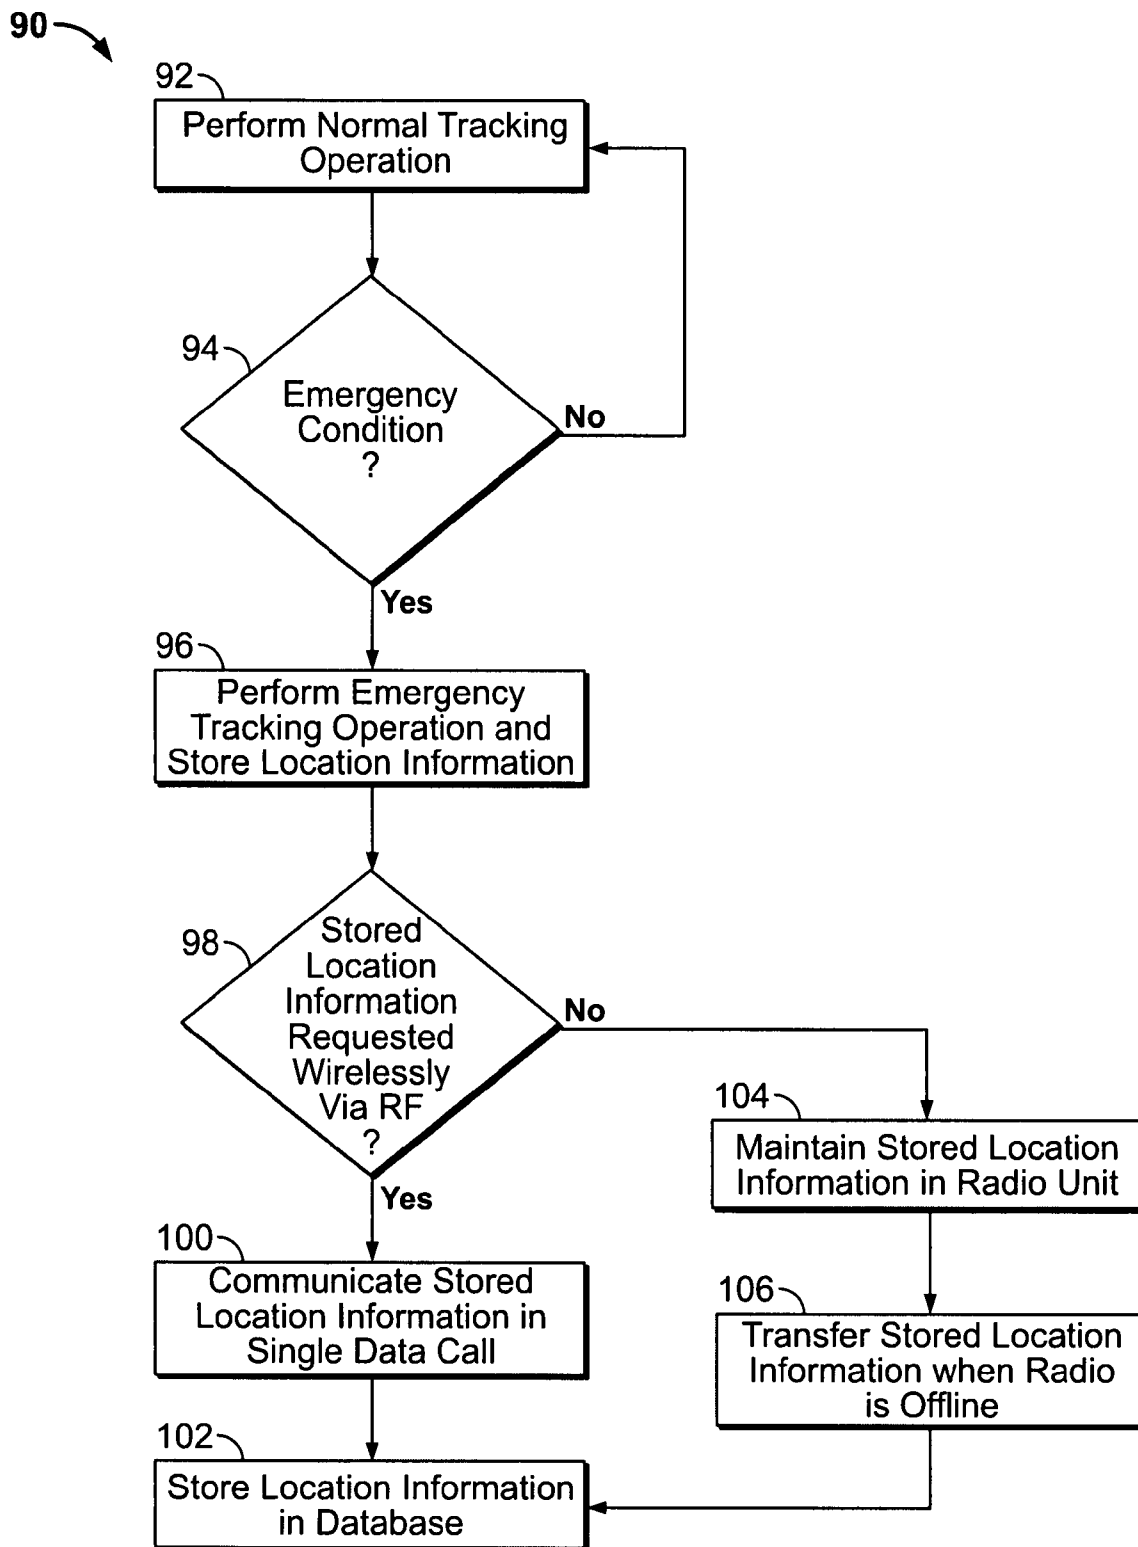 90
92
Perform Normal Tracking
Operation
94
Emergency
Condition
?
No
Yes
96
Perform Emergency
Tracking Operation and
Store Location Information
98
Stored
Location
Information
Requested
Wirelessly
Via RF
?
No
Yes
104
Maintain Stored Location
Information in Radio Unit
100
Communicate Stored
Location Information in
Single Data Call
106
Transfer Stored Location
Information when Radio
is Offline
102
Store Location Information
in Database